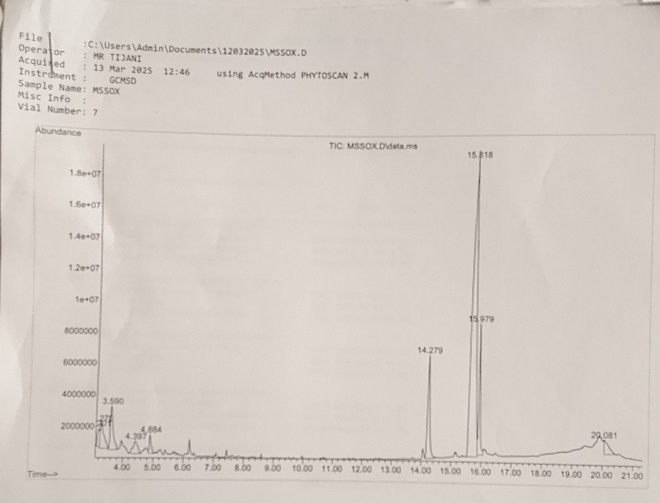 File :C:\Users\Admin\Documents\12032025\MSSOX.D
Operator : MR TIJANI
Acquired : 13 Mar 2025 12:46 using AcqMethod PHYTOSCAN 2.M
Instrument : GCMSD
Sample Name: MSSOX
Misc Info :
Vial Number: 7
Abundance
TIC: MSSOX.D\data.ms
15.818
1.8e+07
1.6e+07
1.4e+07
1.2e+07
1e+07
15.979
8000000
14.279
6000000
4000000
3.590
2000000
4.397
4.884
20.081
4.00 5.00 6.00 7.00 8.00 9.00 10.00 11.00 12.00 13.00 14.00 15.00 16.00 17.00 18.00 19.00 20.00 21.00
Time-->